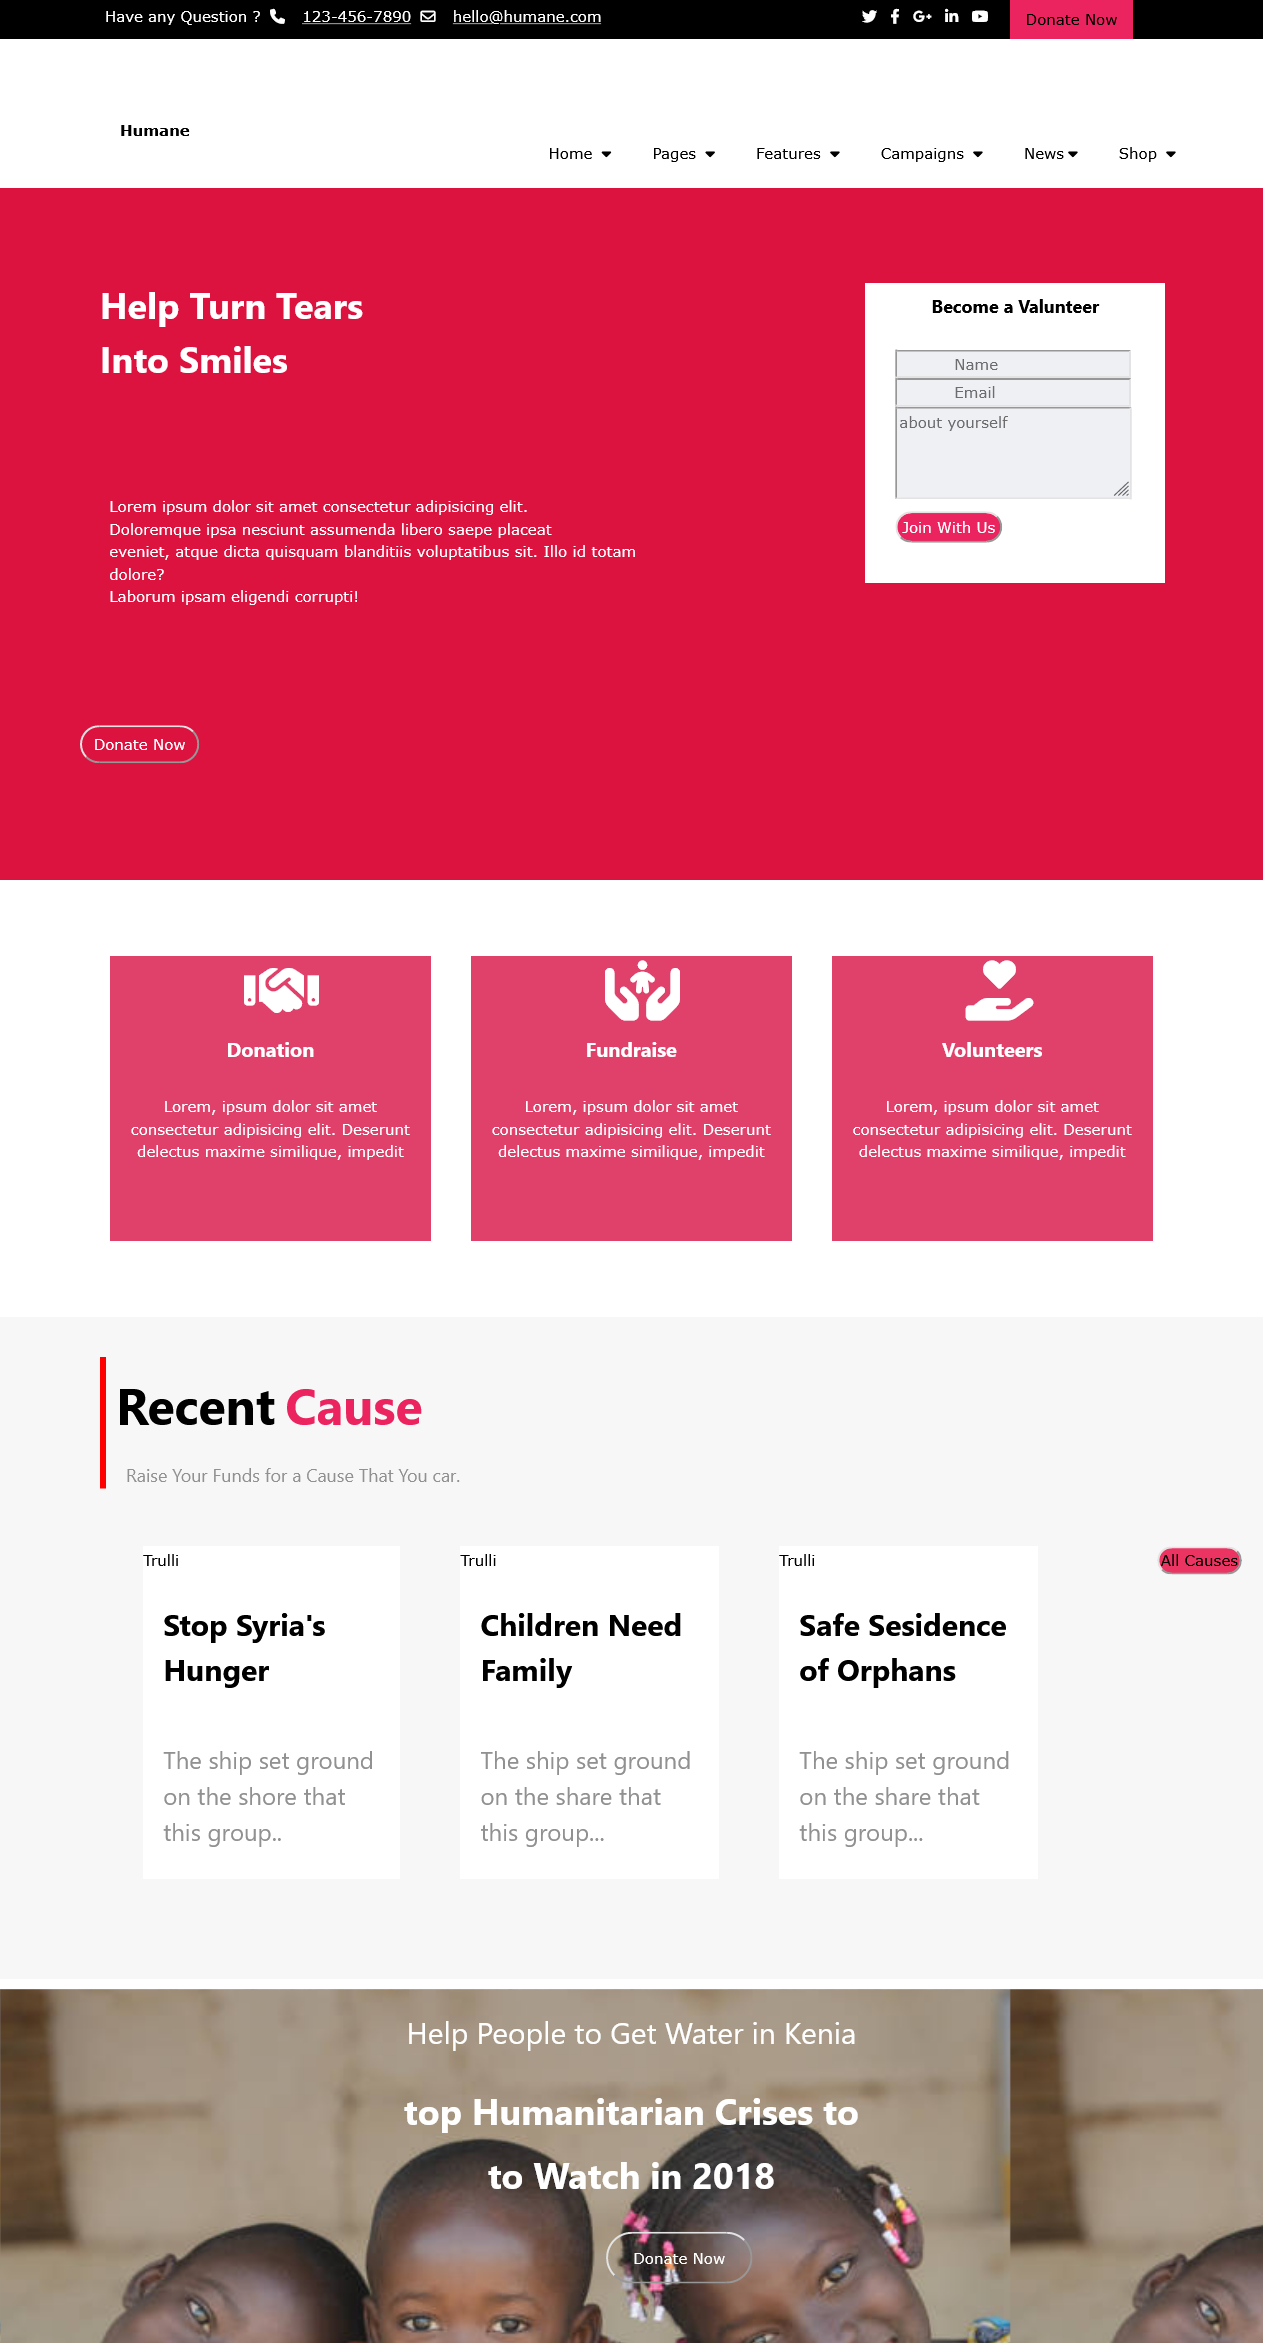 Have any Question ? 123-456-7890 hello@humane.com Donate Now
Humane
Home Pages Features Campaigns News Shop
Help Turn Tears
Into Smiles
Lorem ipsum dolor sit amet consectetur adipisicing elit.
Doloremque ipsa nesciunt assumenda libero saepe placeat
eveniet, atque dicta quisquam blanditiis voluptatibus sit. Illo id totam
dolore?
Laborum ipsam eligendi corrupti!
Donate Now
Become a Valunteer
Name
Email
about yourself
Join With Us
Donation
Lorem, ipsum dolor sit amet
consectetur adipisicing elit. Deserunt
delectus maxime similique, impedit
Fundraise
Lorem, ipsum dolor sit amet
consectetur adipisicing elit. Deserunt
delectus maxime similique, impedit
Volunteers
Lorem, ipsum dolor sit amet
consectetur adipisicing elit. Deserunt
delectus maxime similique, impedit
Recent Cause
Raise Your Funds for a Cause That You car.
Trulli
Stop Syria's
Hunger
The ship set ground
on the shore that
this group..
Trulli
Children Need
Family
The ship set ground
on the share that
this group...
Trulli
Safe Sesidence
of Orphans
The ship set ground
on the share that
this group...
All Causes
Help People to Get Water in Kenia
top Humanitarian Crises to
to Watch in 2018
Donate Now